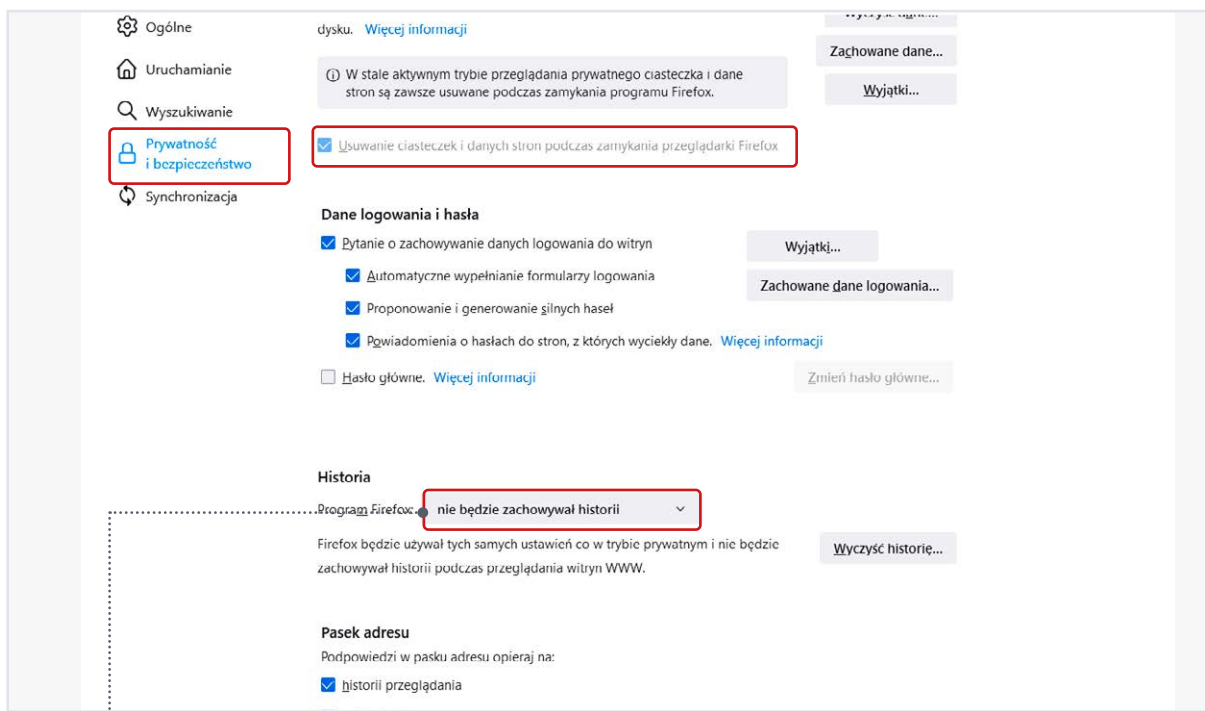 Ogólne
Uruchamianie
Wyszukiwanie
Prywatność
i bezpieczeństwo
Synchronizacja
dysku. Więcej informacji
Zachowane dane...
W stale aktywnym trybie przeglądania prywatnego ciasteczka i dane
stron są zawsze usuwane podczas zamykania programu Firefox.
Wyjątki...
Usuwanie ciasteczek i danych stron podczas zamykania przeglądarki Firefox
Dane logowania i hasła
Pytanie o zachowywanie danych logowania do witryn
Wyjątki...
Automatyczne wypełnianie formularzy logowania
Zachowane dane logowania...
Proponowanie i generowanie silnych haseł
Powiadomienia o hasłach do stron, z których wyciekły dane. Więcej informacji
Hasło główne. Więcej informacji
Zmień hasło główne...
Historia
Program Firefox: nie będzie zachowywał historii
Firefox będzie używał tych samych ustawień co w trybie prywatnym i nie będzie
zachowywał historii podczas przeglądania witryn WWW.
Wyczyść historię...
Pasek adresu
Podpowiedzi w pasku adresu opieraj na:
historii przeglądania